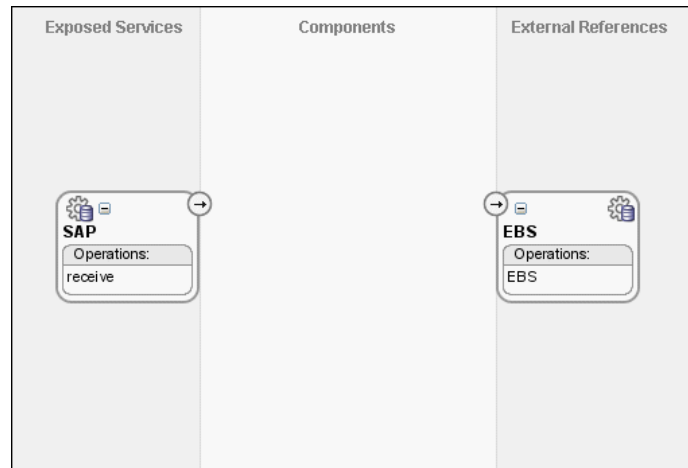 Exposed Services
Components
External References
SAP
Operations:
receive
EBS
Operations:
EBS